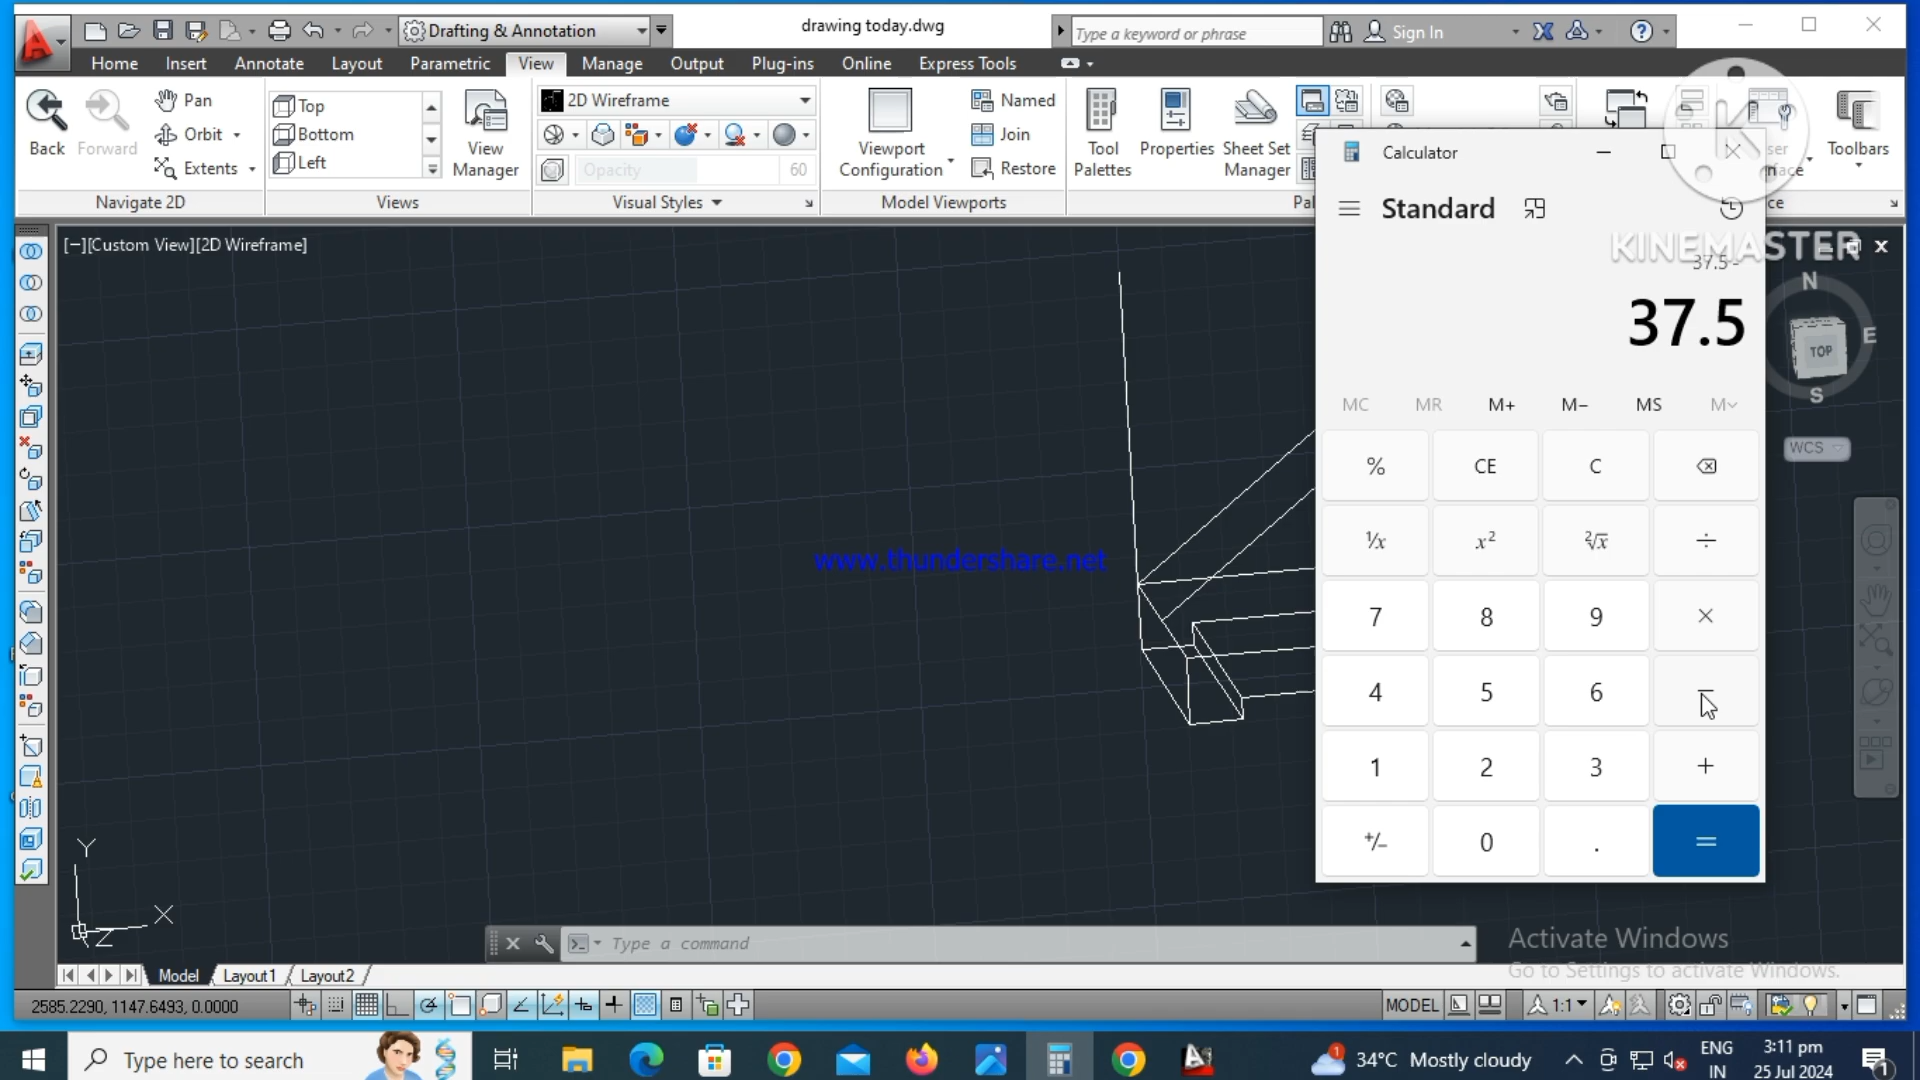 Drafting & Annotation
drawing today.dwg
Type a keyword or phrase
Sign In
Home
Insert
Annotate
Layout
Parametric
View
Manage
Output
Plug-ins
Online
Express Tools
Back
Forward
Pan
Orbit
Extents
Navigate 2D
Top
Bottom
Left
View
Manager
Views
2D Wireframe
Opacity
60
Visual Styles
Viewport
Configuration
Named
Join
Restore
Model Viewports
Tool
Palettes
Properties
Sheet Set
Manager
Toolbars
[−][Custom View][2D Wireframe]
www.thundershare.net
Calculator
Standard
KINEMASTER
37.5 -
37.5
MC MR M+ M− MS M
% CE C
¹/x x² ²√x ÷
7 8 9 ×
4 5 6 −
1 2 3 +
+/− 0 . =
N
E
TOP
S
WCS
Y
X
Z
Type a command
Activate Windows
Go to Settings to activate Windows.
Model
Layout1
Layout2
2585.2290, 1147.6493, 0.0000
MODEL
1:1
Type here to search
34°C Mostly cloudy
ENG
IN
3:11 pm
25 Jul 2024
1